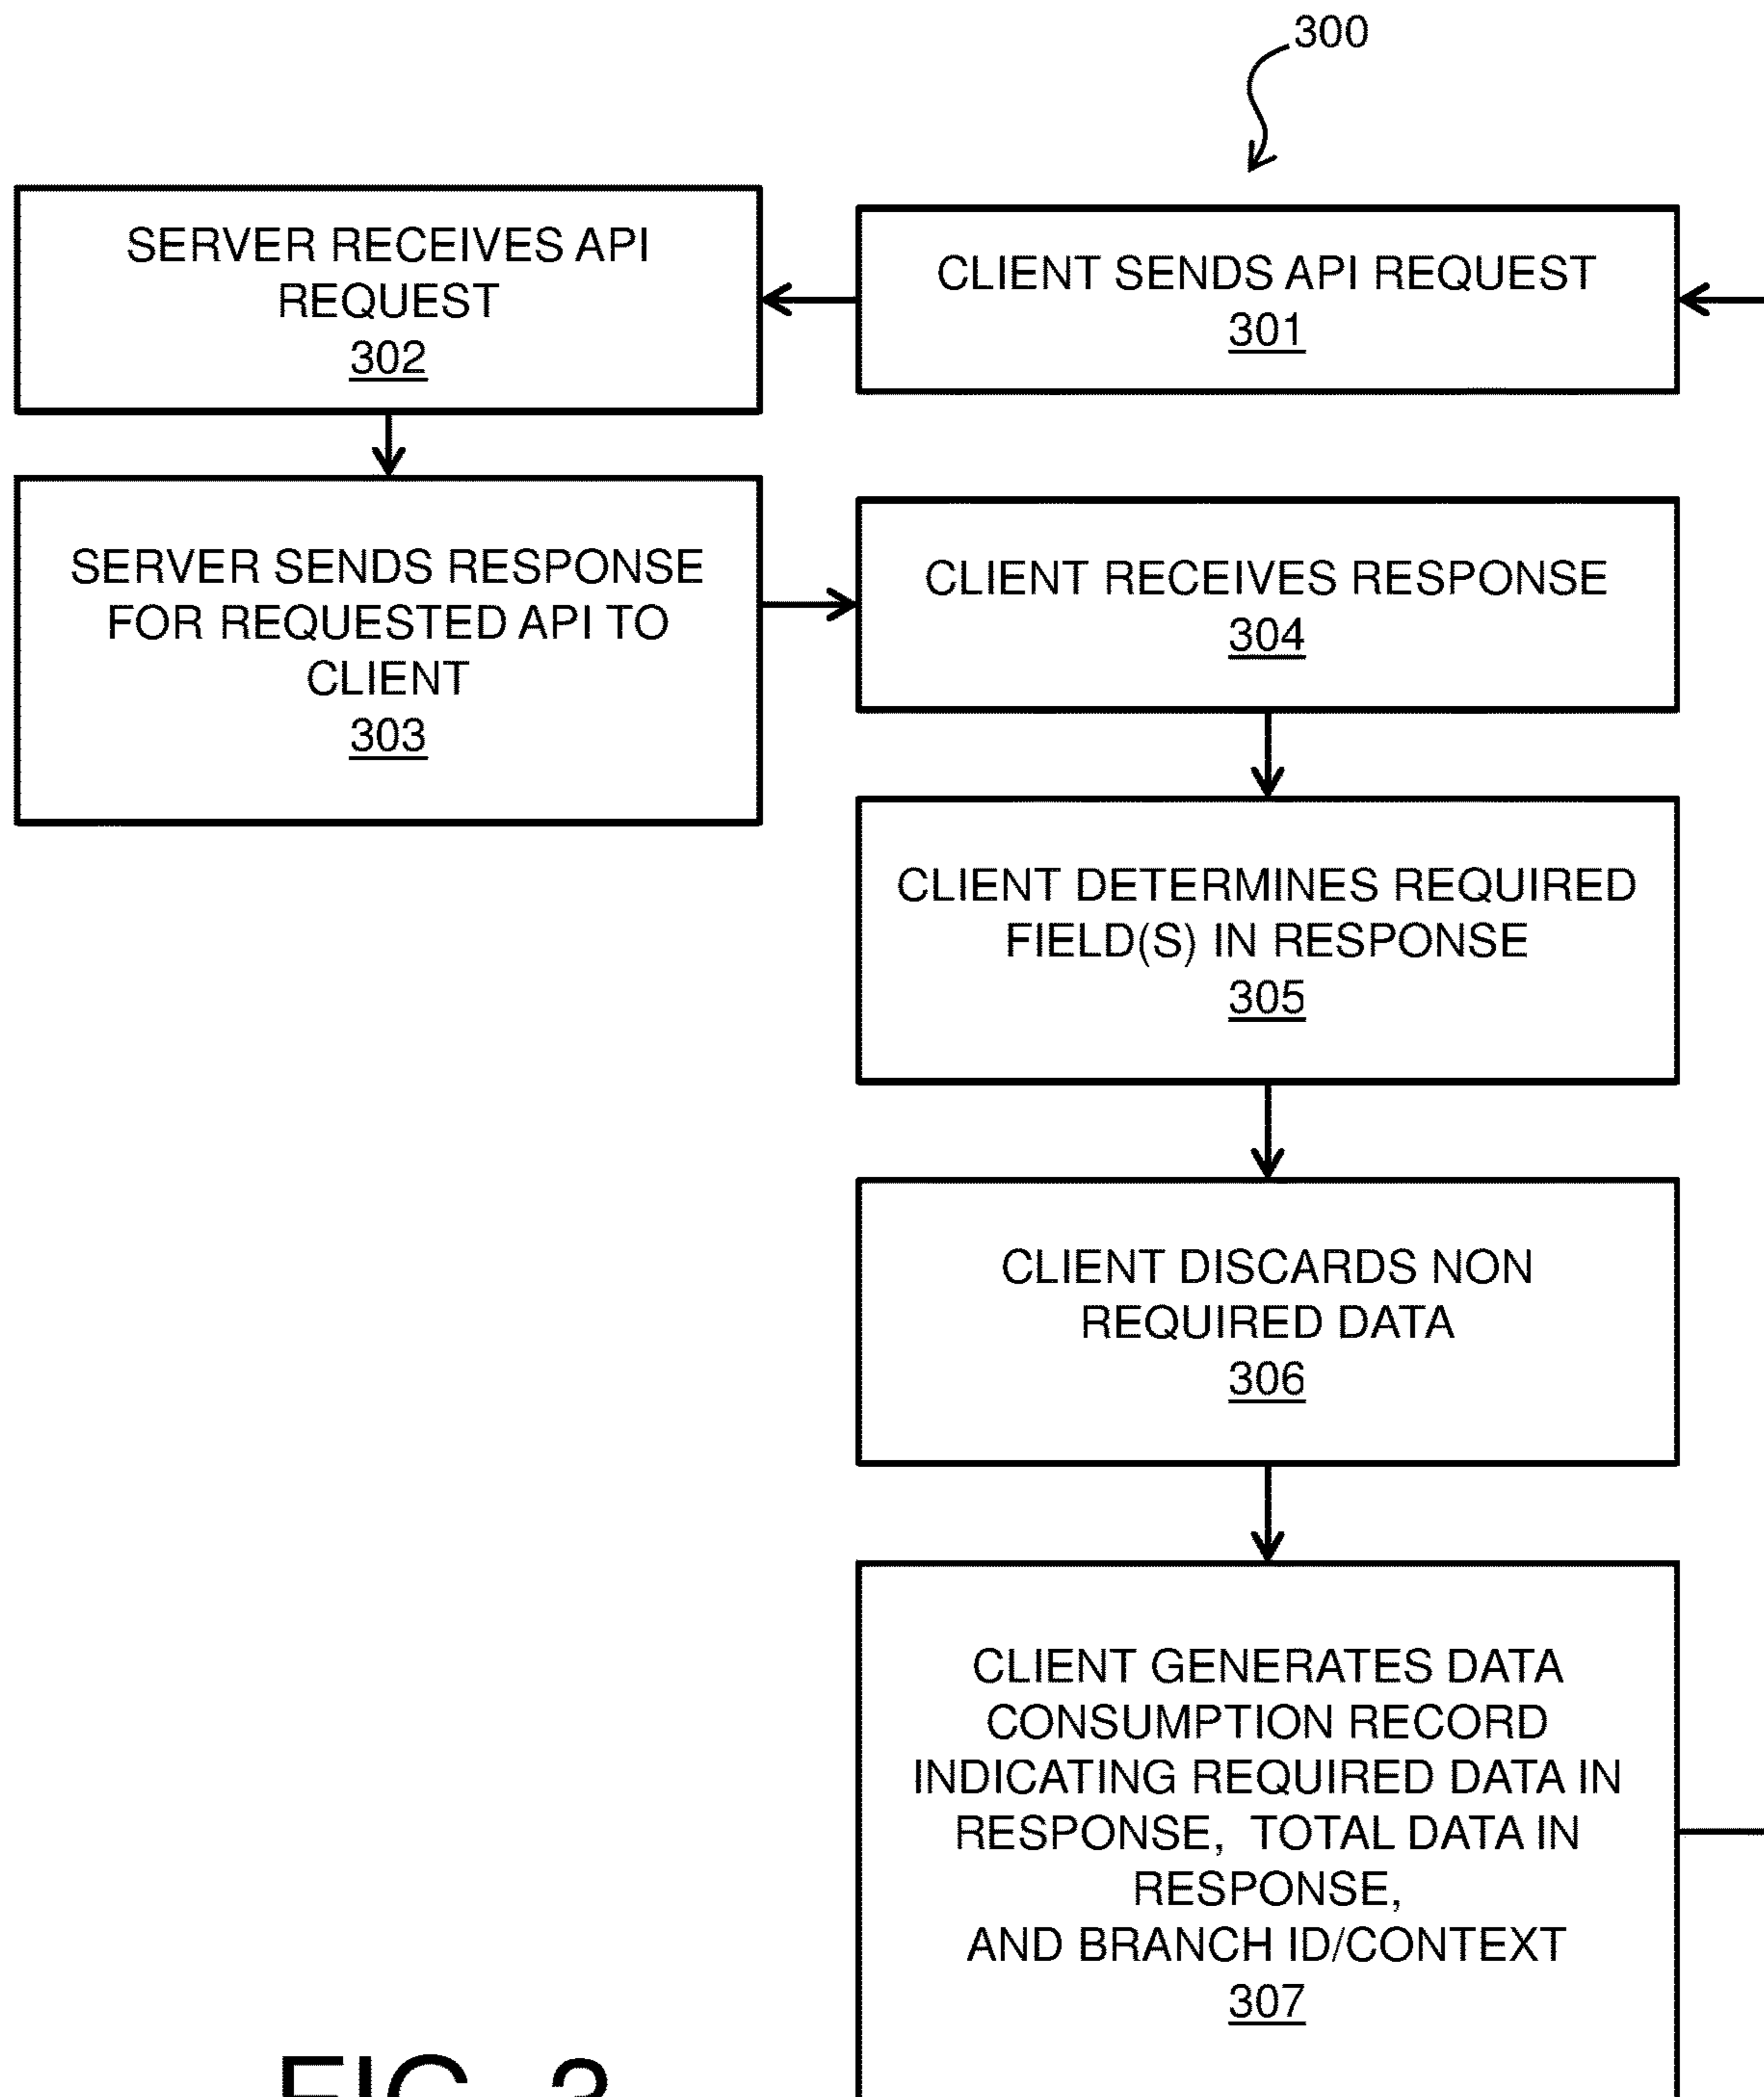 300
SERVER RECEIVES API
REQUEST
302
CLIENT SENDS API REQUEST
301
SERVER SENDS RESPONSE
FOR REQUESTED API TO
CLIENT
303
CLIENT RECEIVES RESPONSE
304
CLIENT DETERMINES REQUIRED
FIELD(S) IN RESPONSE
305
CLIENT DISCARDS NON
REQUIRED DATA
306
CLIENT GENERATES DATA
CONSUMPTION RECORD
INDICATING REQUIRED DATA IN
RESPONSE, TOTAL DATA IN
RESPONSE,
AND BRANCH ID/CONTEXT
307
FIG. 3